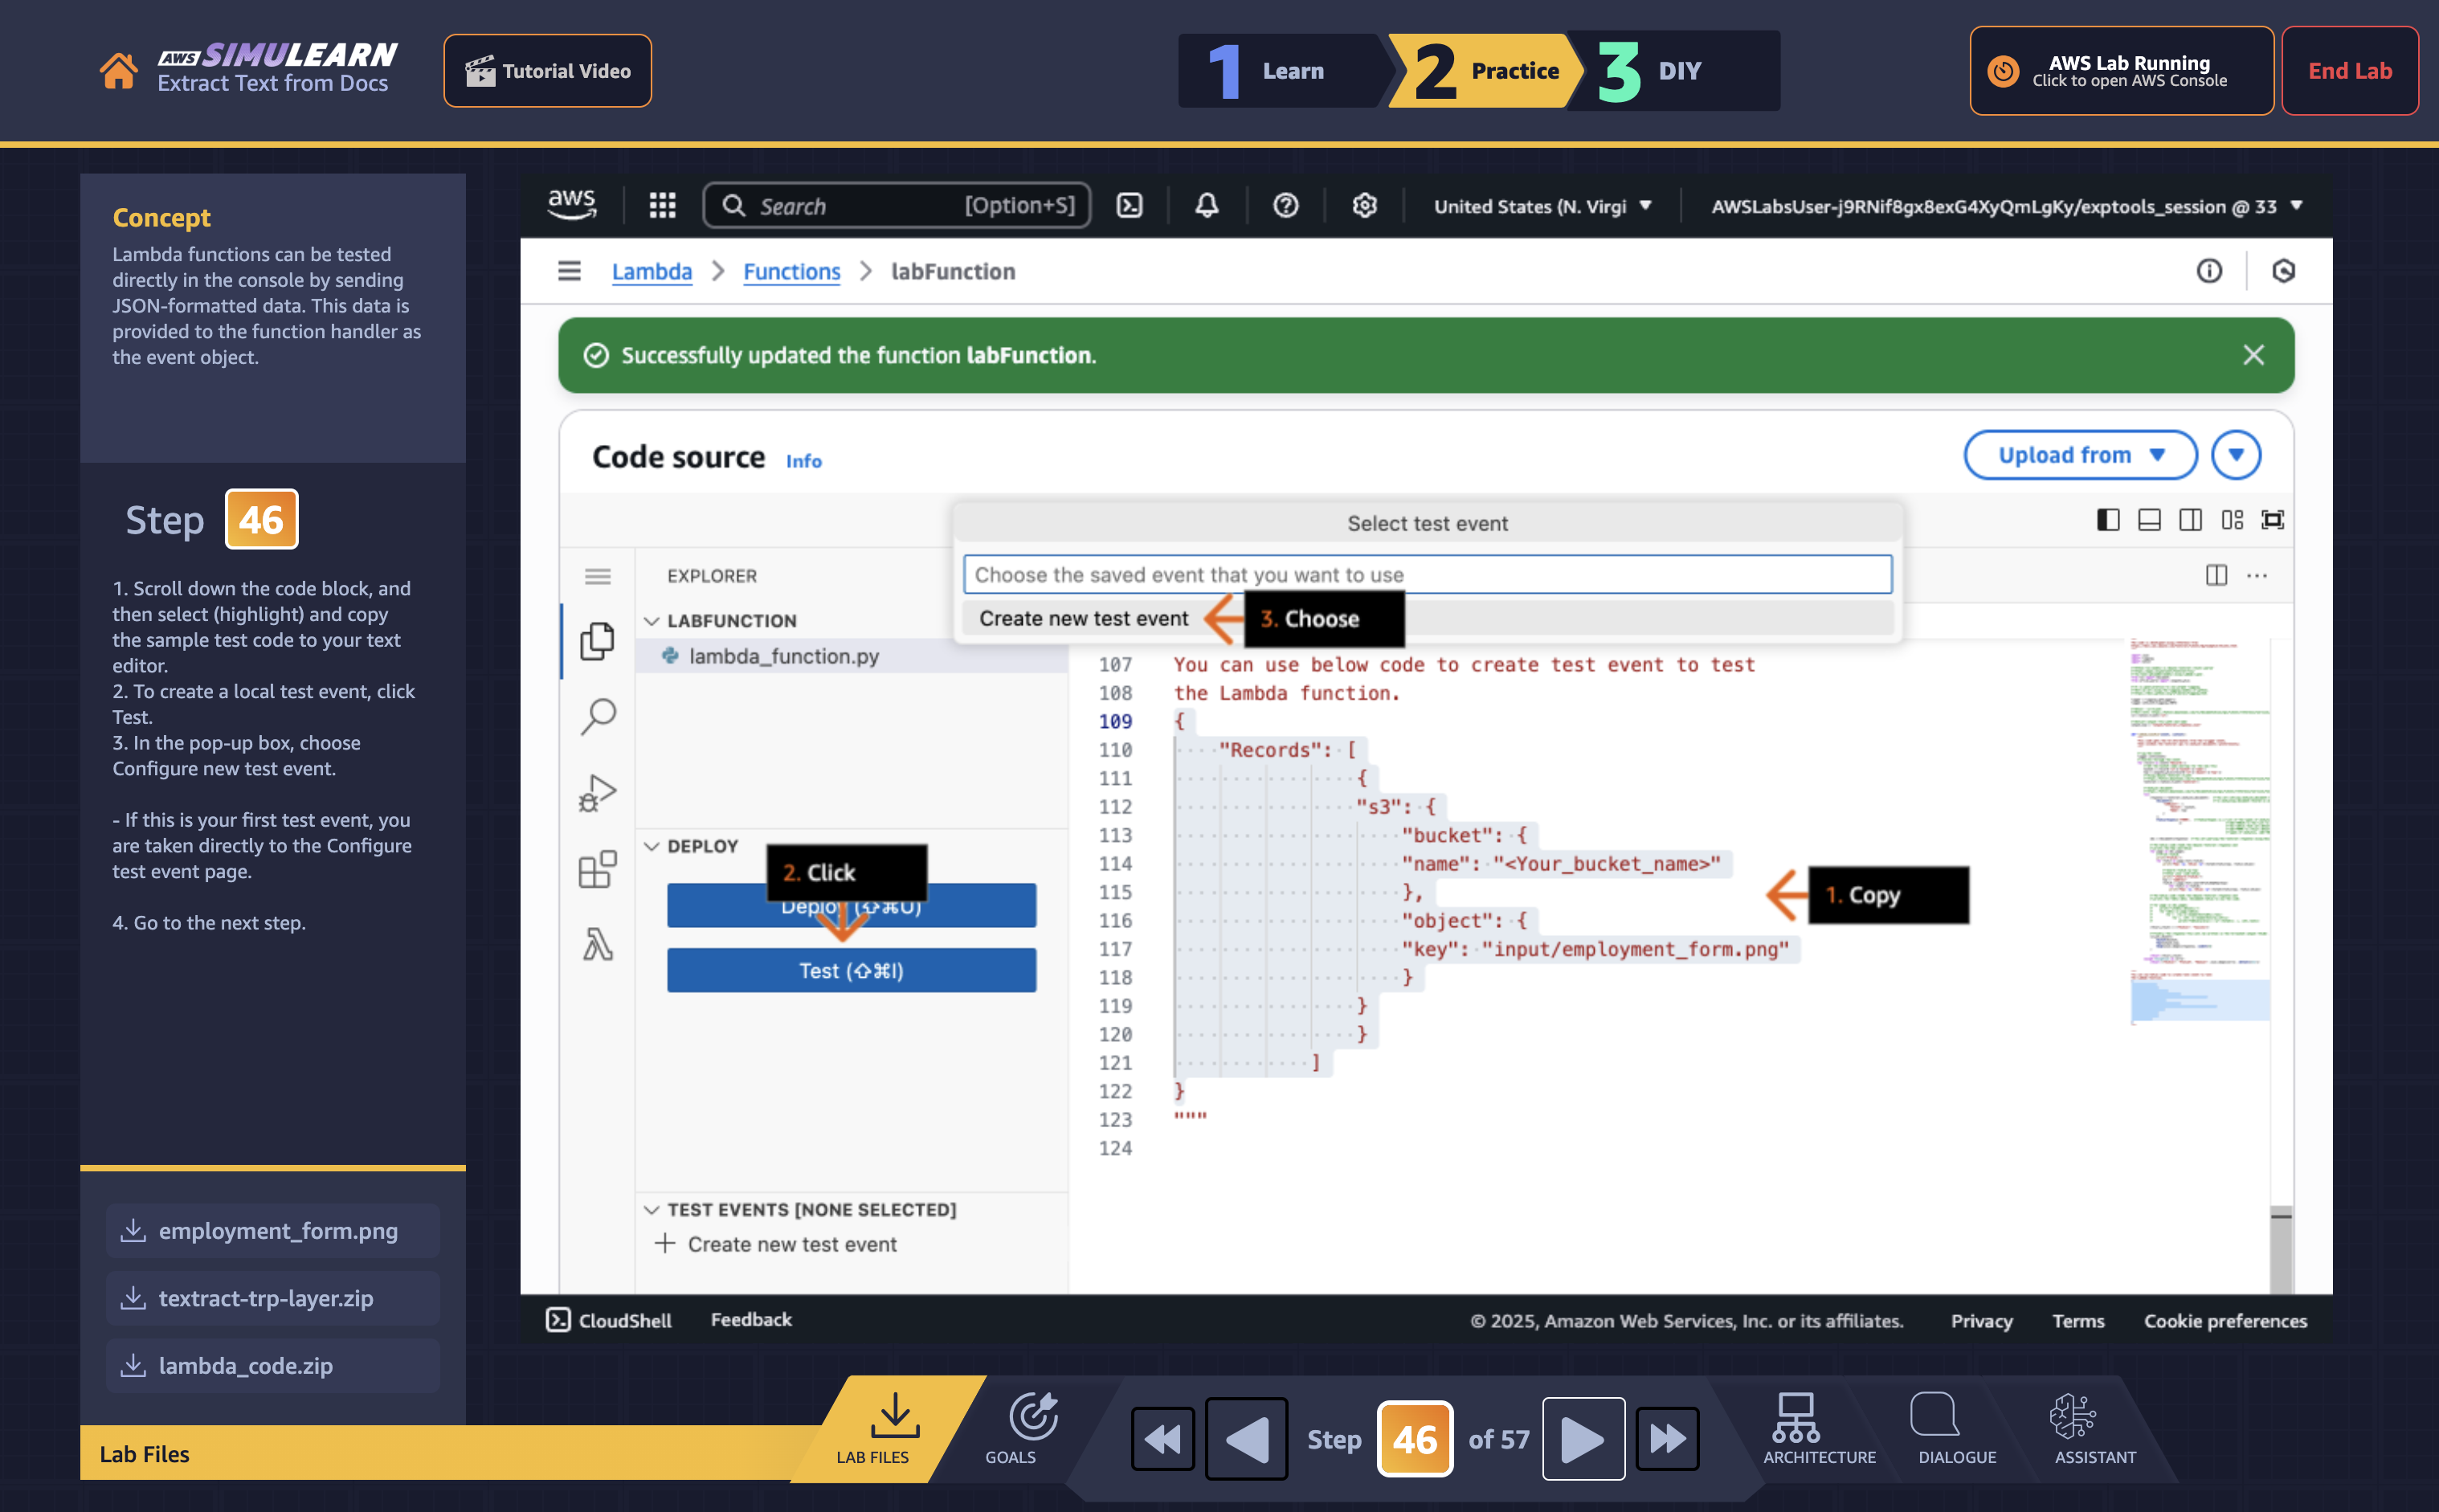 aws SIMULEARN
Extract Text from Docs
Tutorial Video
1 Learn
2 Practice
3 DIY
AWS Lab Running
Click to open AWS Console
End Lab
Concept
Lambda functions can be tested
directly in the console by sending
JSON-formatted data. This data is
provided to the function handler as
the event object.
Step 46
1. Scroll down the code block, and
then select (highlight) and copy
the sample test code to your text
editor.
2. To create a local test event, click
Test.
3. In the pop-up box, choose
Configure new test event.
- If this is your first test event, you
are taken directly to the Configure
test event page.
4. Go to the next step.
employment_form.png
textract-trp-layer.zip
lambda_code.zip
Lab Files
aws
Search [Option+S]
United States (N. Virgi
AWSLabsUser-j9RNif8gx8exG4XyQmLgKy/exptools_session @ 33
Lambda > Functions > labFunction
Successfully updated the function labFunction.
Code source Info
Upload from
Select test event
Choose the saved event that you want to use
Create new test event
3. Choose
EXPLORER
LABFUNCTION
lambda_function.py
DEPLOY
2. Click
Deploy (⇧⌘U)
Test (⇧⌘I)
TEST EVENTS [NONE SELECTED]
Create new test event
107 You can use below code to create test event to test
108 the Lambda function.
109 {
110 "Records": [
111 {
112 "s3": {
113 "bucket": {
114 "name": "<Your_bucket_name>"
115 },
116 "object": {
117 "key": "input/employment_form.png"
118 }
119 }
120 }
121 ]
122 }
123 """
124
1. Copy
CloudShell
Feedback
© 2025, Amazon Web Services, Inc. or its affiliates.
Privacy
Terms
Cookie preferences
LAB FILES
GOALS
Step 46 of 57
ARCHITECTURE
DIALOGUE
ASSISTANT